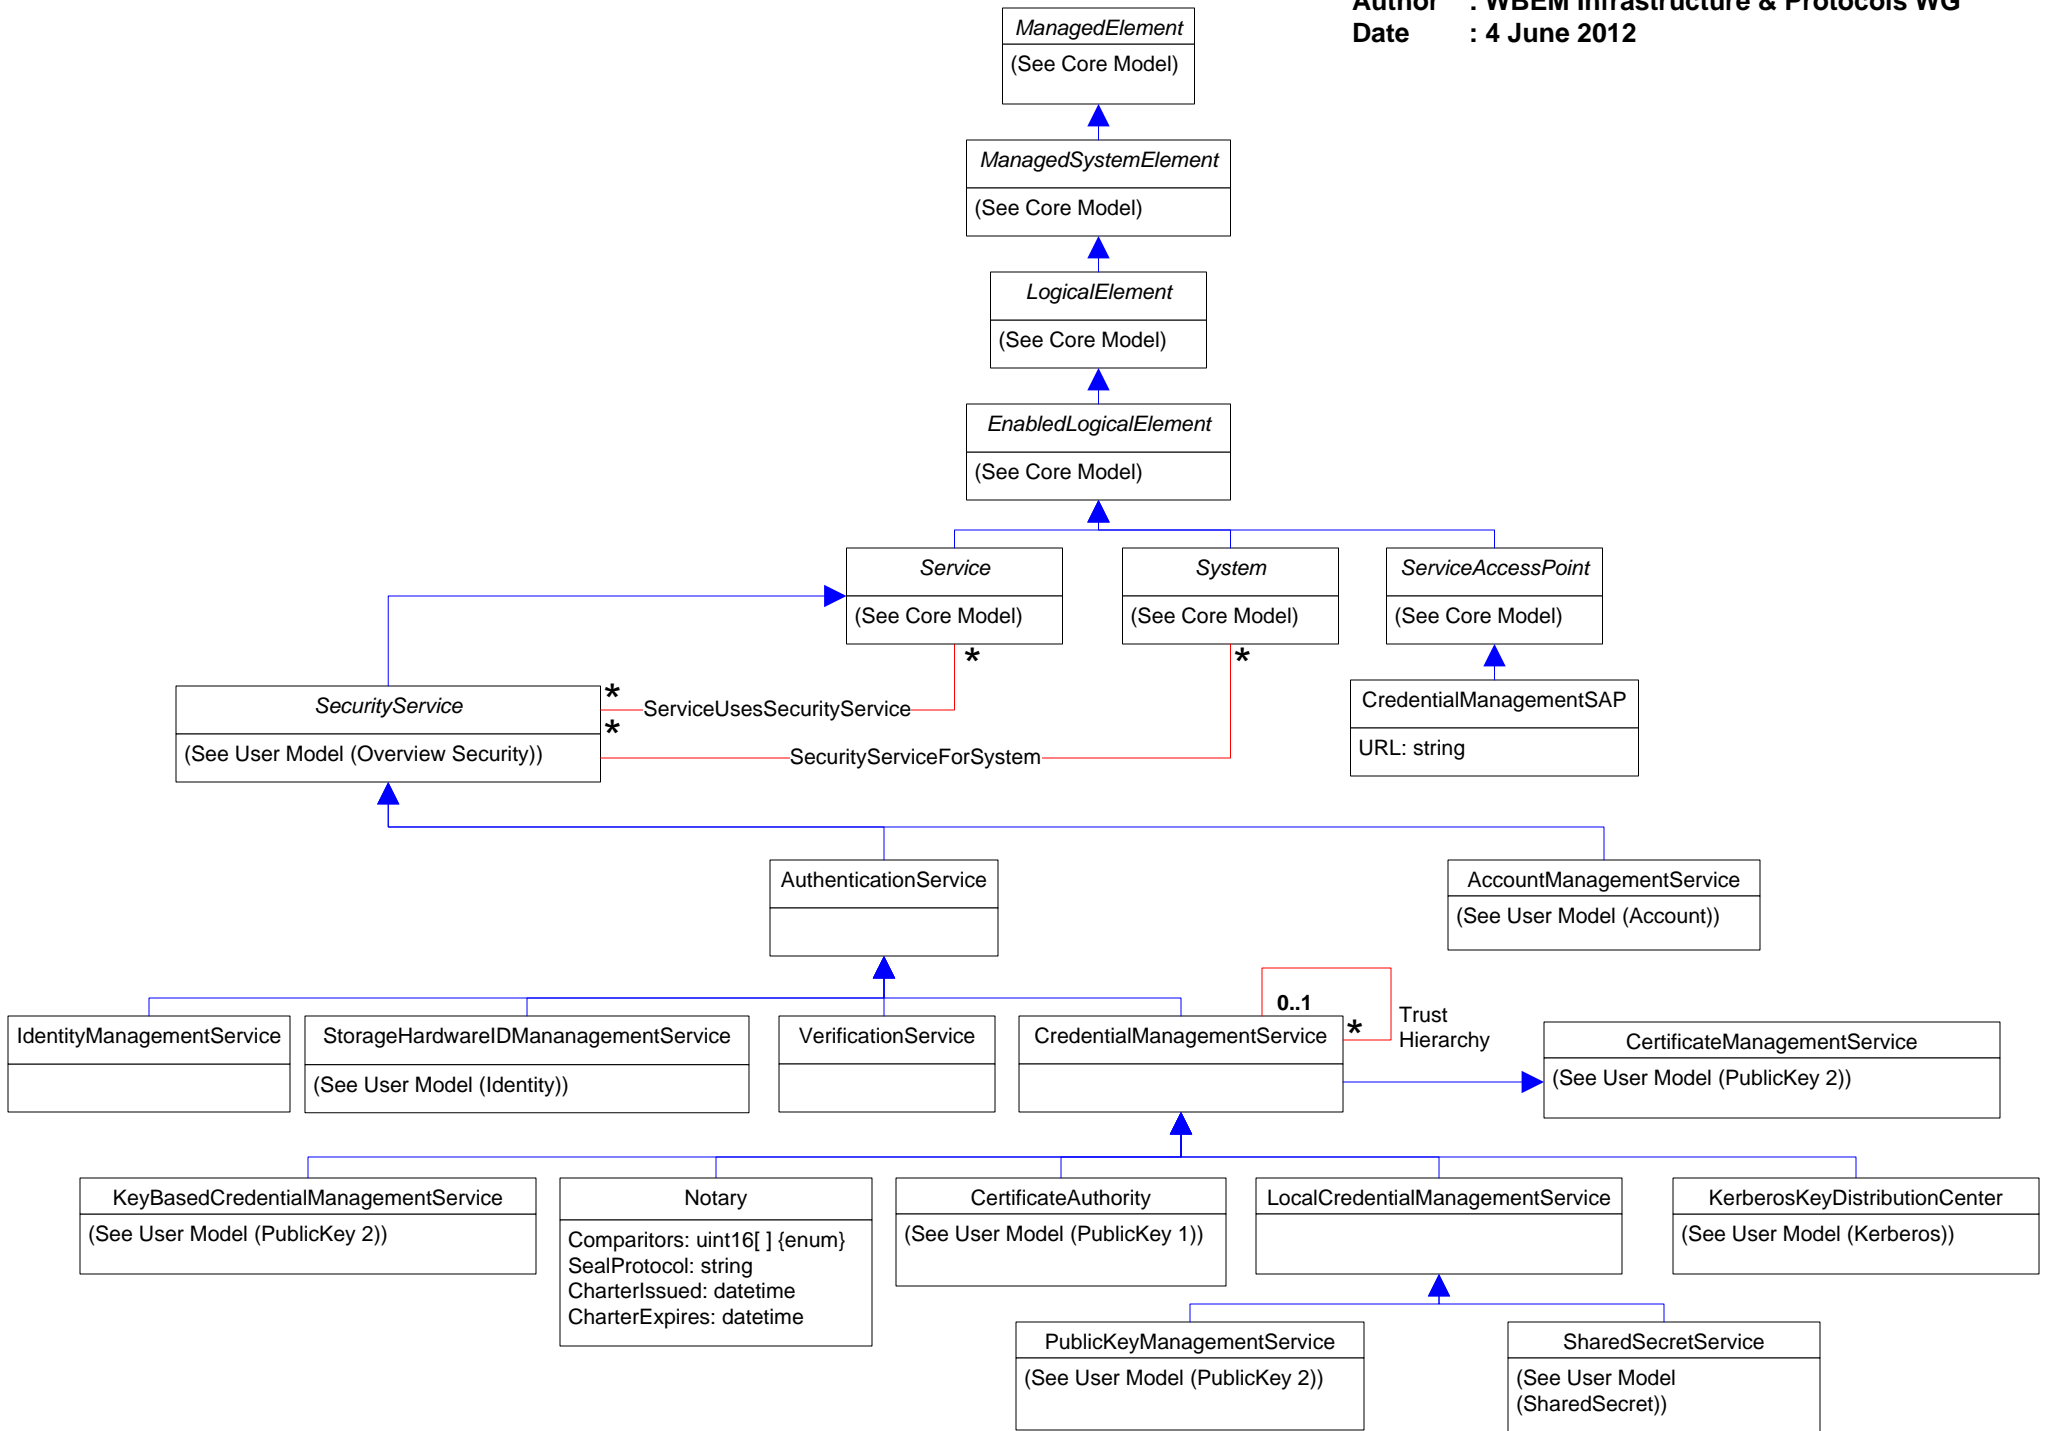 Author : WBEM Infrastructure & Protocols WG
Date : 4 June 2012
ManagedElement
(See Core Model)
ManagedSystemElement
(See Core Model)
LogicalElement
(See Core Model)
EnabledLogicalElement
(See Core Model)
Service
(See Core Model)
*
System
(See Core Model)
*
ServiceAccessPoint
(See Core Model)
SecurityService
(See User Model (Overview Security))
*
ServiceUsesSecurityService
*
SecurityServiceForSystem
CredentialManagementSAP
URL: string
AuthenticationService
AccountManagementService
(See User Model (Account))
IdentityManagementService
StorageHardwareIDMananagementService
(See User Model (Identity))
VerificationService
CredentialManagementService
0..1
*
Trust
Hierarchy
CertificateManagementService
(See User Model (PublicKey 2))
KeyBasedCredentialManagementService
(See User Model (PublicKey 2))
Notary
Comparitors: uint16[ ] {enum}
SealProtocol: string
CharterIssued: datetime
CharterExpires: datetime
CertificateAuthority
(See User Model (PublicKey 1))
LocalCredentialManagementService
KerberosKeyDistributionCenter
(See User Model (Kerberos))
PublicKeyManagementService
(See User Model (PublicKey 2))
SharedSecretService
(See User Model
(SharedSecret))